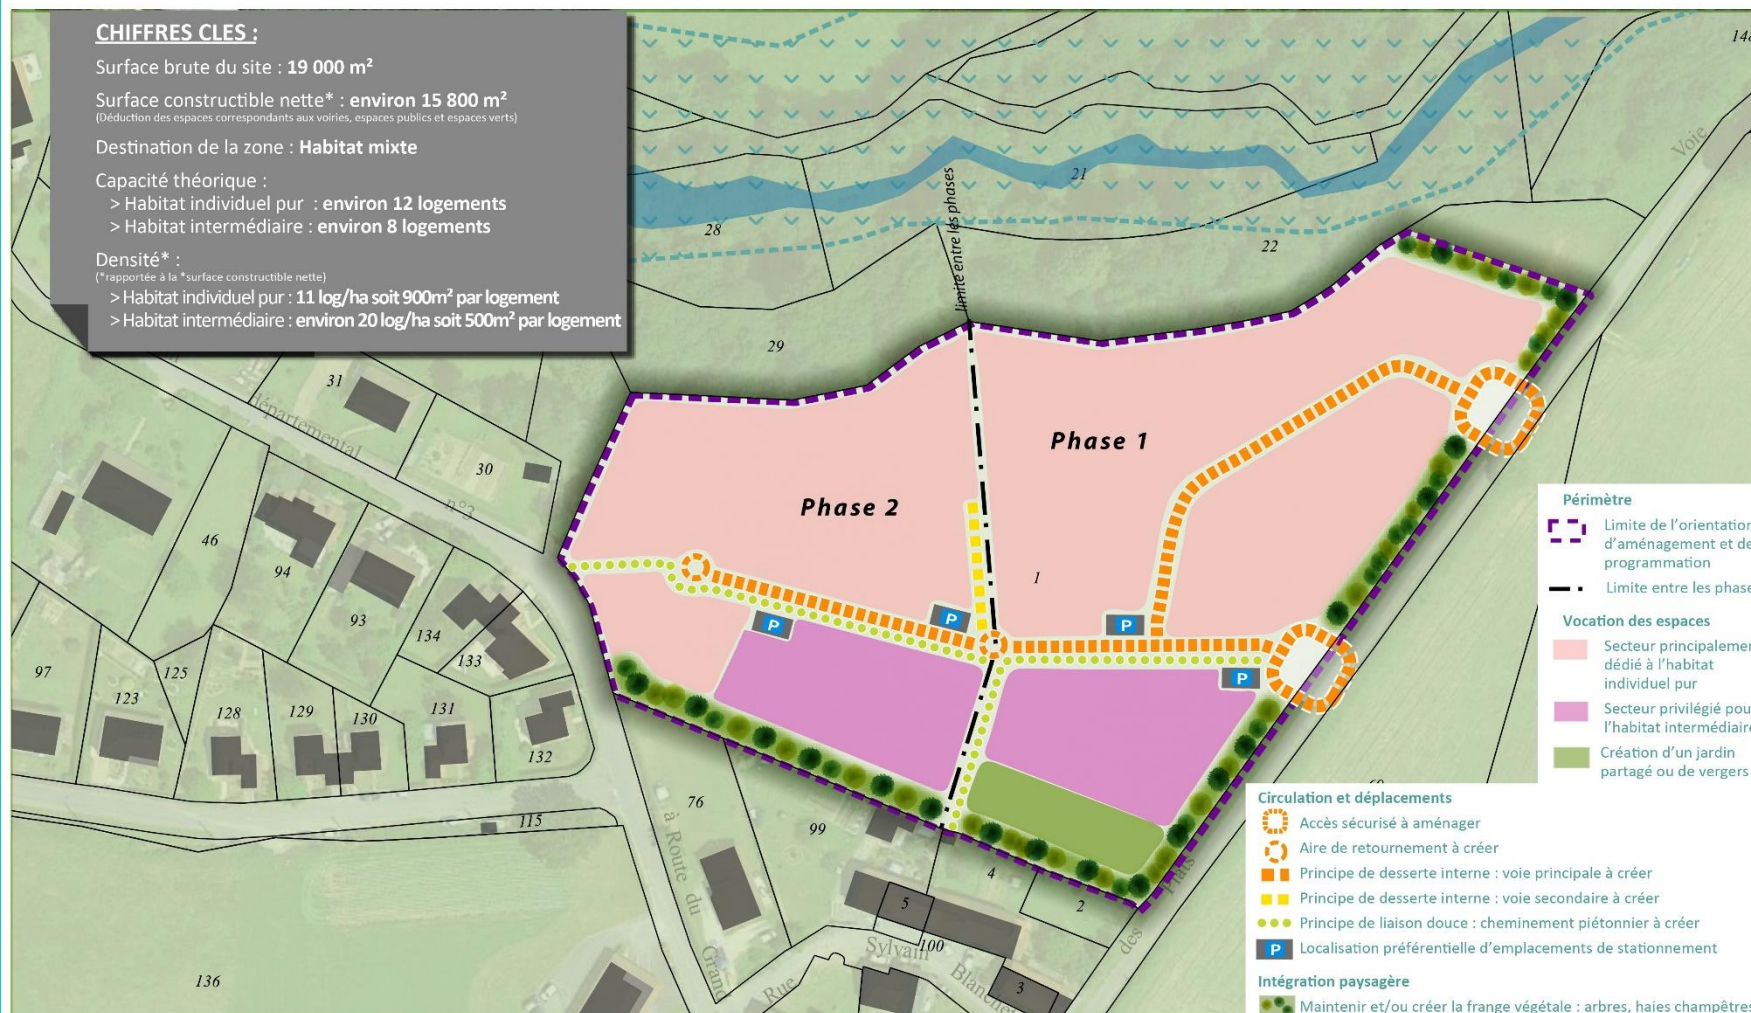 CHIFFRES CLES :
Surface brute du site : 19 000 m²
Surface constructible nette* : environ 15 800 m²
(Déduction des espaces correspondants aux voiries, espaces publics et espaces verts)
Destination de la zone : Habitat mixte
Capacité théorique :
> Habitat individuel pur : environ 12 logements
> Habitat intermédiaire : environ 8 logements
Densité* :
(*rapportée à la *surface constructible nette)
> Habitat individuel pur : 11 log/ha soit 900m² par logement
> Habitat intermédiaire : environ 20 log/ha soit 500m² par logement
148
Voie
21
28
22
limite entre les phases
29
31
départemental
30
n°3
46
94
93
134
133
97
125
123
128
129
130
131
132
115
76
99
à Route du
Grand
136
Phase 1
Phase 2
1
P
P
P
P
4
2
5
100
3
Rue
Sylvain
des
Plats
Périmètre
Limite de l'orientation
d'aménagement et de
programmation
Limite entre les phase
Vocation des espaces
Secteur principalemen
dédié à l'habitat
individuel pur
Secteur privilégié pou
l'habitat intermédiaire
Création d'un jardin
partagé ou de vergers
Circulation et déplacements
Accès sécurisé à aménager
Aire de retournement à créer
Principe de desserte interne : voie principale à créer
Principe de desserte interne : voie secondaire à créer
Principe de liaison douce : cheminement piétonnier à créer
P Localisation préférentielle d'emplacements de stationnement
Intégration paysagère
Maintenir et/ou créer la frange végétale : arbres, haies champêtres